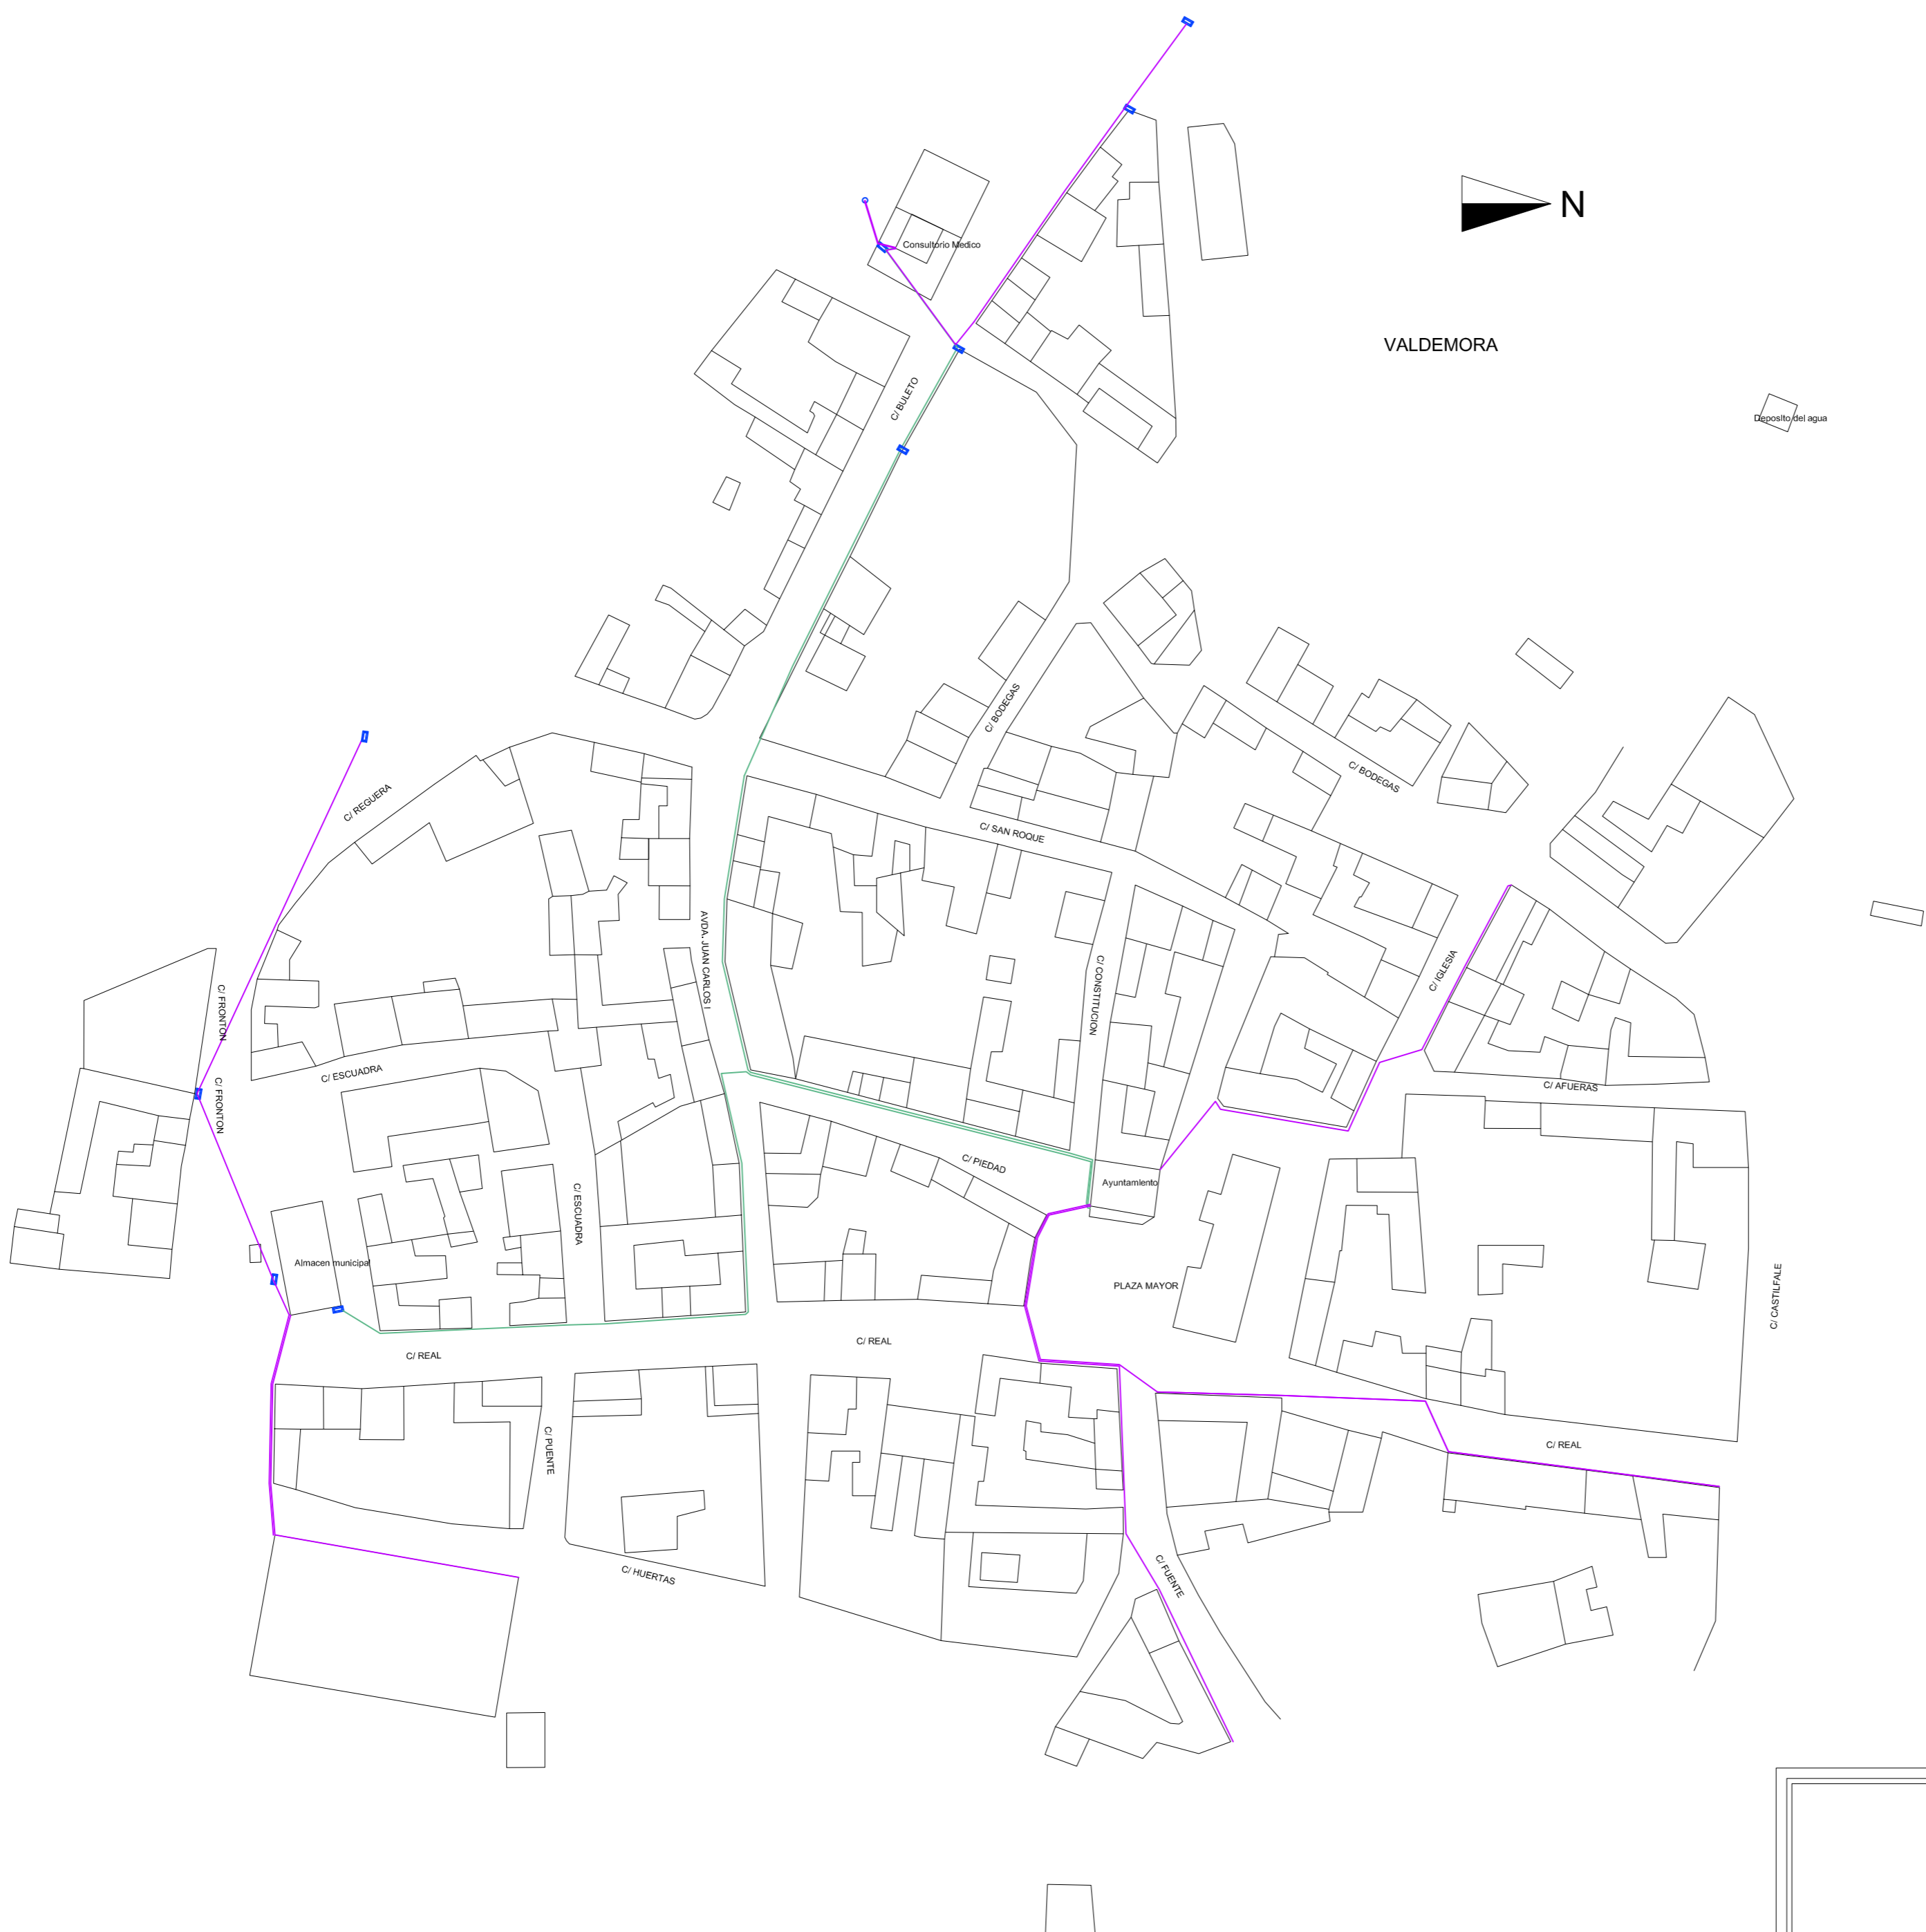 N
Consultorio Medico
VALDEMORA
C/ BULETO
Deposito del agua
C/ BODEGAS
C/ BODEGAS
C/ REGUERA
C/ SAN ROQUE
AVDA. JUAN CARLOS I
C/ IGLESIA
C/ CONSTITUCION
C/ FRONTON
C/ ESCUADRA
C/ AFUERAS
C/ FRONTON
C/ PIEDAD
Ayuntamiento
C/ ESCUADRA
Almacen municipal
PLAZA MAYOR
C/ CASTILFALE
C/ REAL
C/ REAL
C/ REAL
C/ PUENTE
C/ HUERTAS
C/ FUENTE